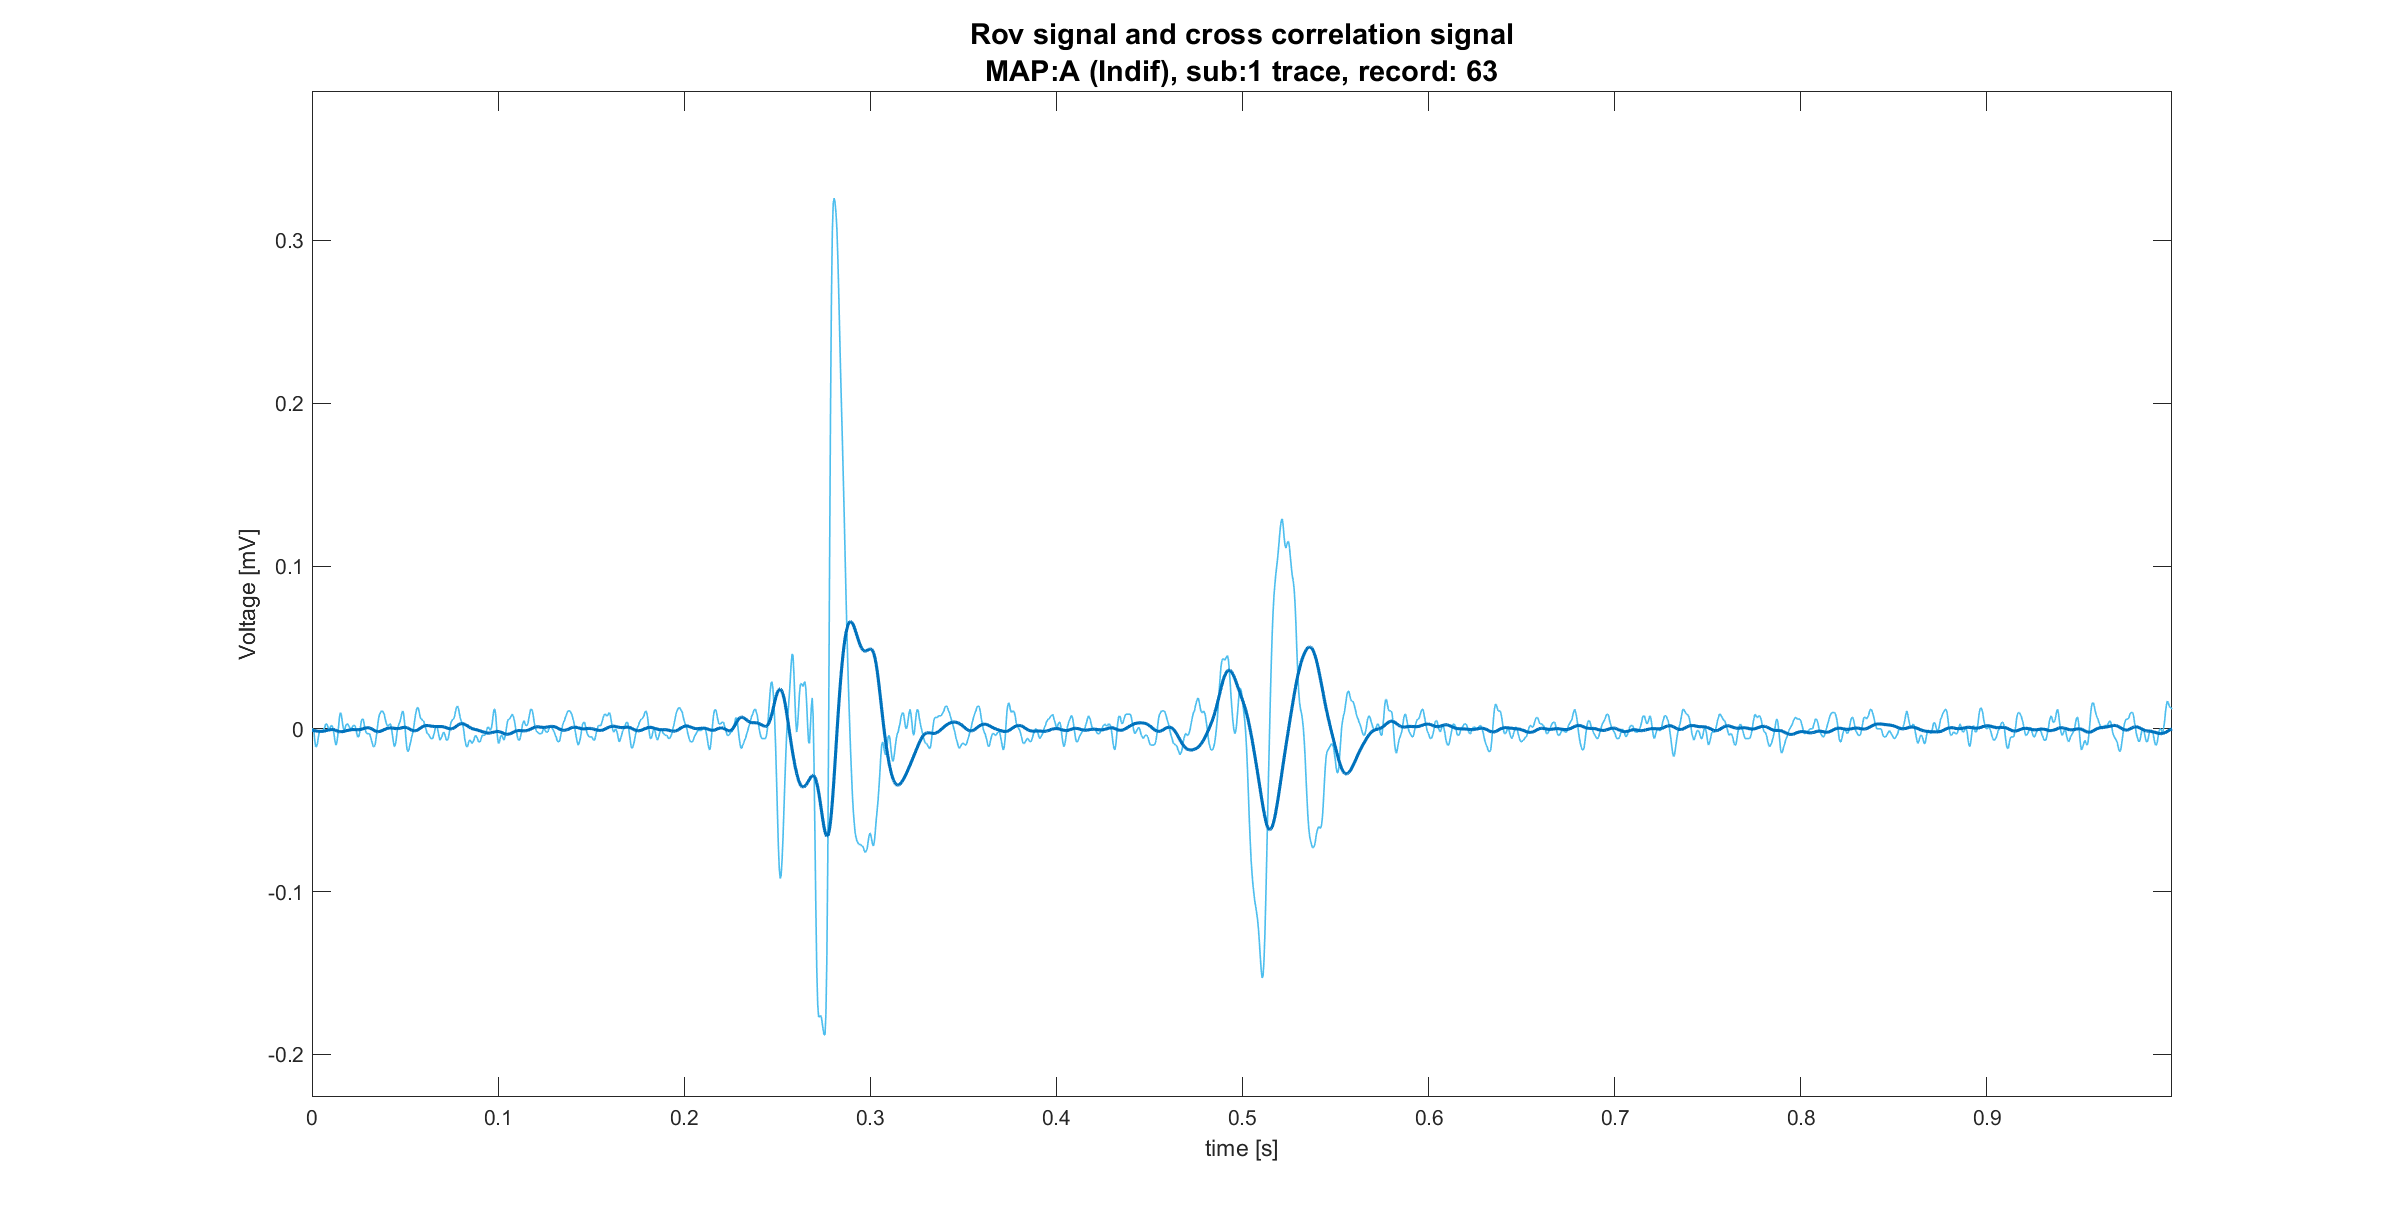 Rov signal and cross correlation signal
MAP:A (Indif), sub:1 trace, record: 63
Voltage [mV]
0.3
0.2
0.1
0
-0.1
-0.2
0 0.1 0.2 0.3 0.4 0.5 0.6 0.7 0.8 0.9
time [s]